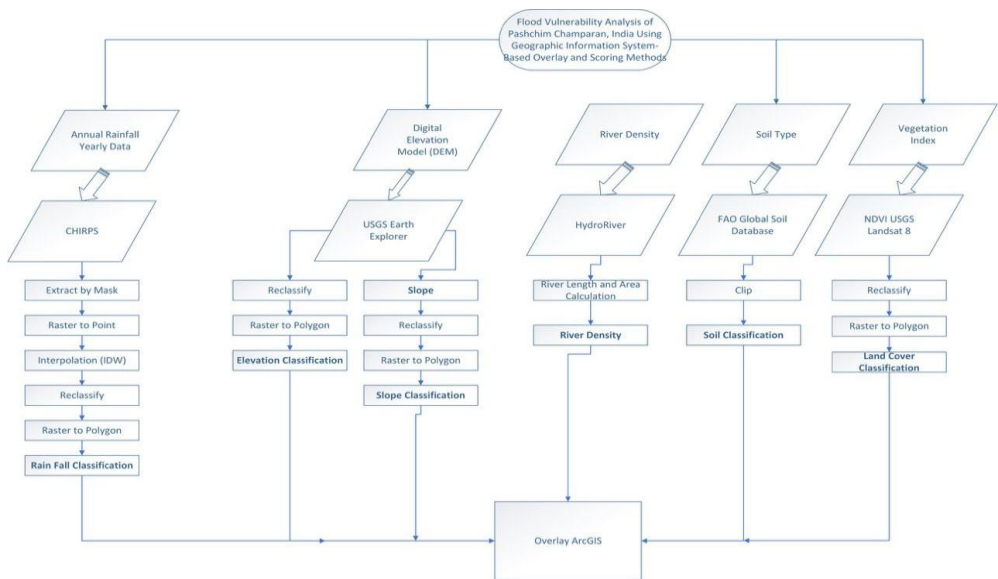 Flood Vulnerability Analysis of
Pashchim Champaran, India Using
Geographic Information System-
Based Overlay and Scoring Methods
Annual Rainfall
Yearly Data
Digital
Elevation
Model (DEM)
River Density
Soil Type
Vegetation
Index
CHIRPS
USGS Earth
Explorer
HydroRiver
FAO Global Soil
Database
NDVI USGS
Landsat 8
Extract by Mask
Raster to Point
Interpolation (IDW)
Reclassify
Raster to Polygon
Rain Fall Classification
Reclassify
Raster to Polygon
Elevation Classification
Slope
Reclassify
Raster to Polygon
Slope Classification
River Length and Area
Calculation
River Density
Clip
Soil Classification
Reclassify
Raster to Polygon
Land Cover
Classification
Overlay ArcGIS